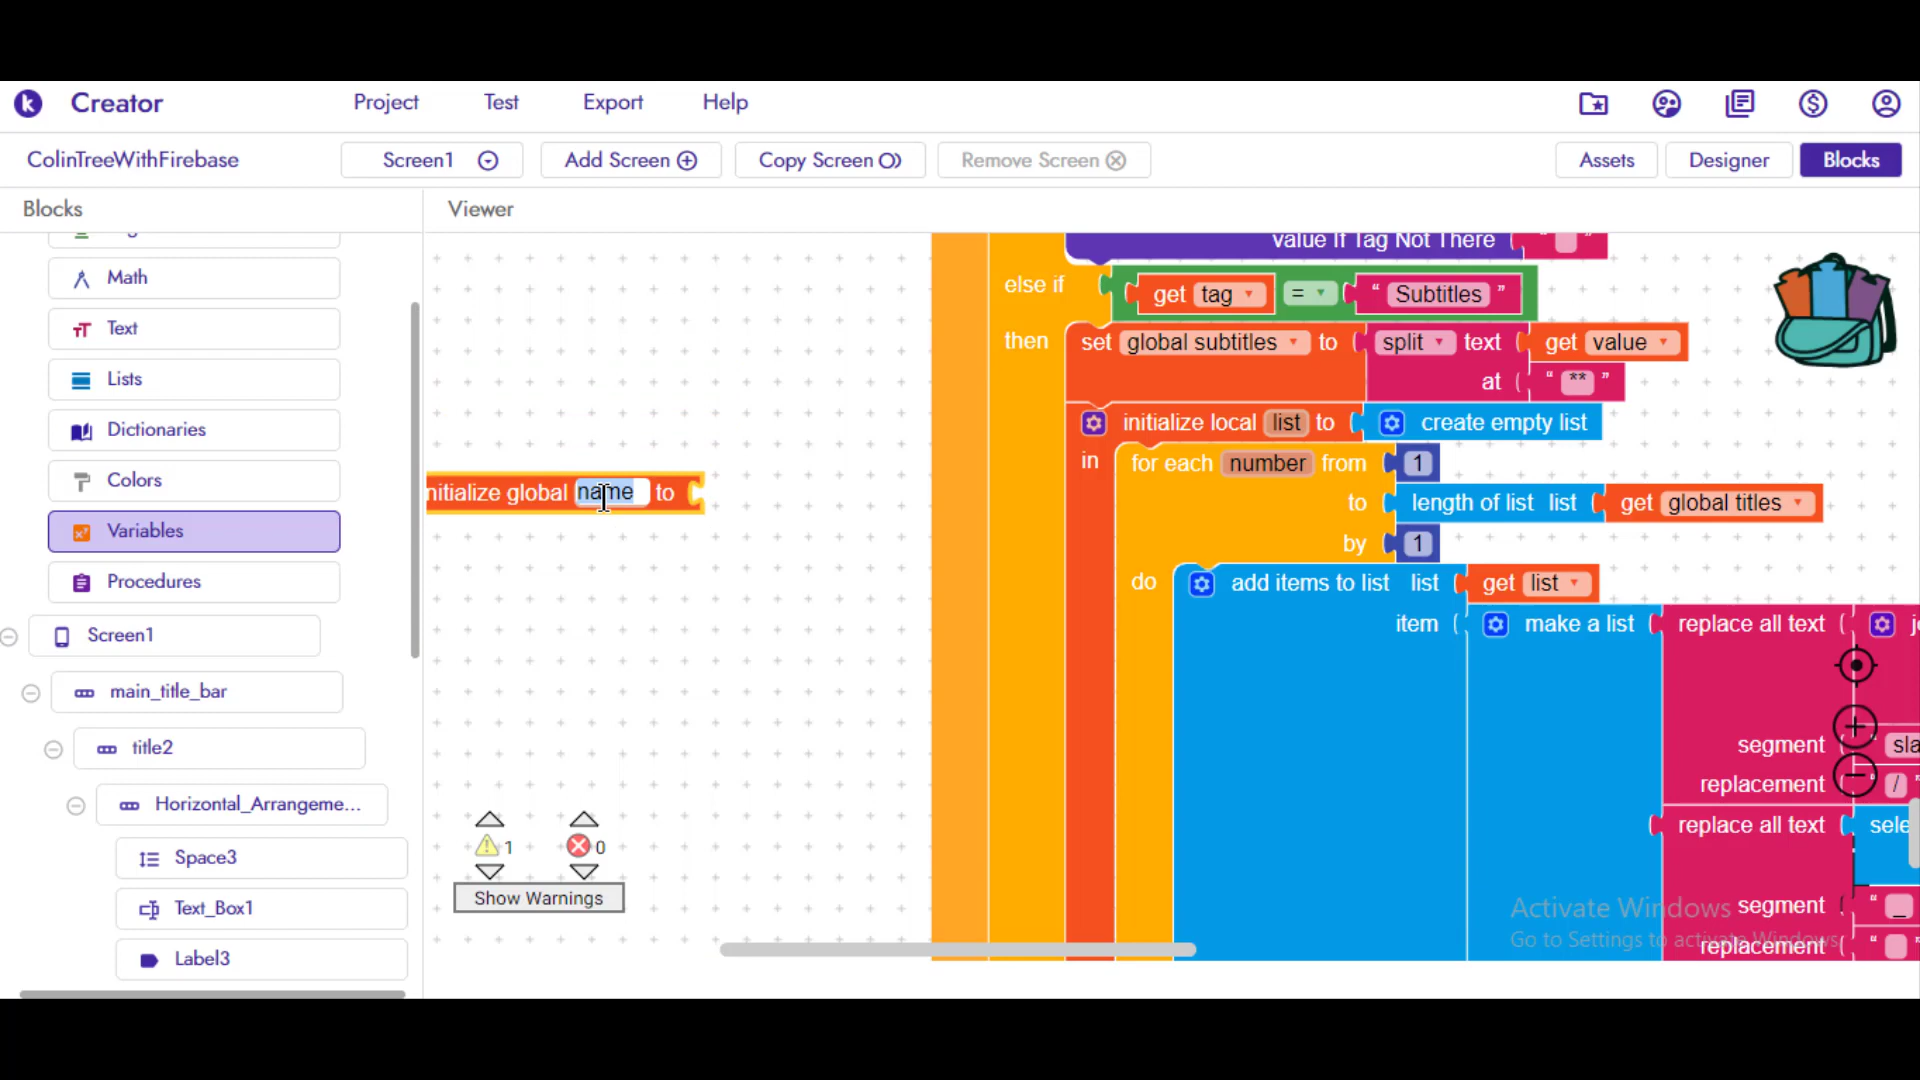 Creator
Project
Test
Export
Help
ColinTreeWithFirebase
Screen1
Add Screen
Copy Screen
Remove Screen
Assets
Designer
Blocks
Blocks
Viewer
Math
Text
Lists
Dictionaries
Colors
Variables
Procedures
Screen1
main_title_bar
title2
Horizontal_Arrangeme...
Space3
Text_Box1
Label3
nitialize global name to
1
0
Show Warnings
value If Tag Not There “ ”
else if get tag = “ Subtitles ”
then set global subtitles to split text get value
at “ ** ”
initialize local list to create empty list
in for each number from 1
to length of list list get global titles
by 1
do add items to list list get list
item make a list replace all text
segment “ sla
replacement “ /
replace all text sele
segment “ _
replacement “
Activate Windows
Go to Settings to activate Windows.